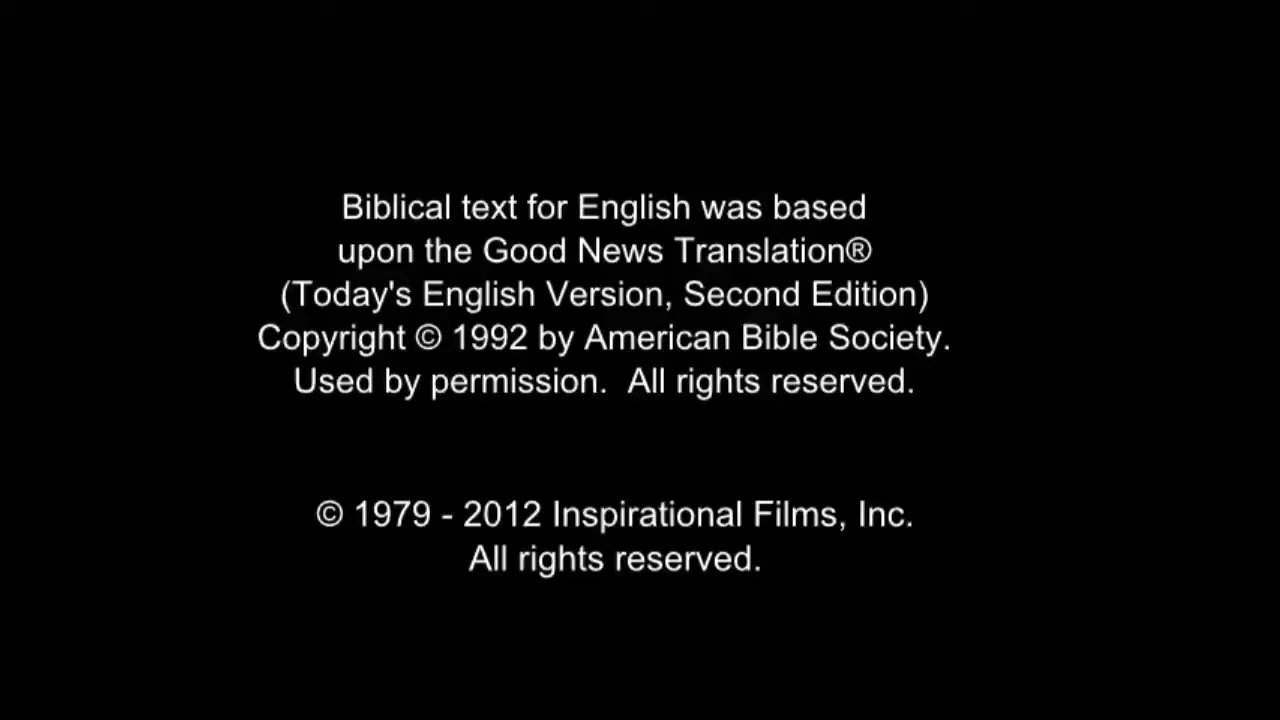 Biblical text for English was based
upon the Good News Translation®
(Today's English Version, Second Edition)
Copyright © 1992 by American Bible Society.
Used by permission.  All rights reserved.
© 1979 - 2012 Inspirational Films, Inc.
All rights reserved.